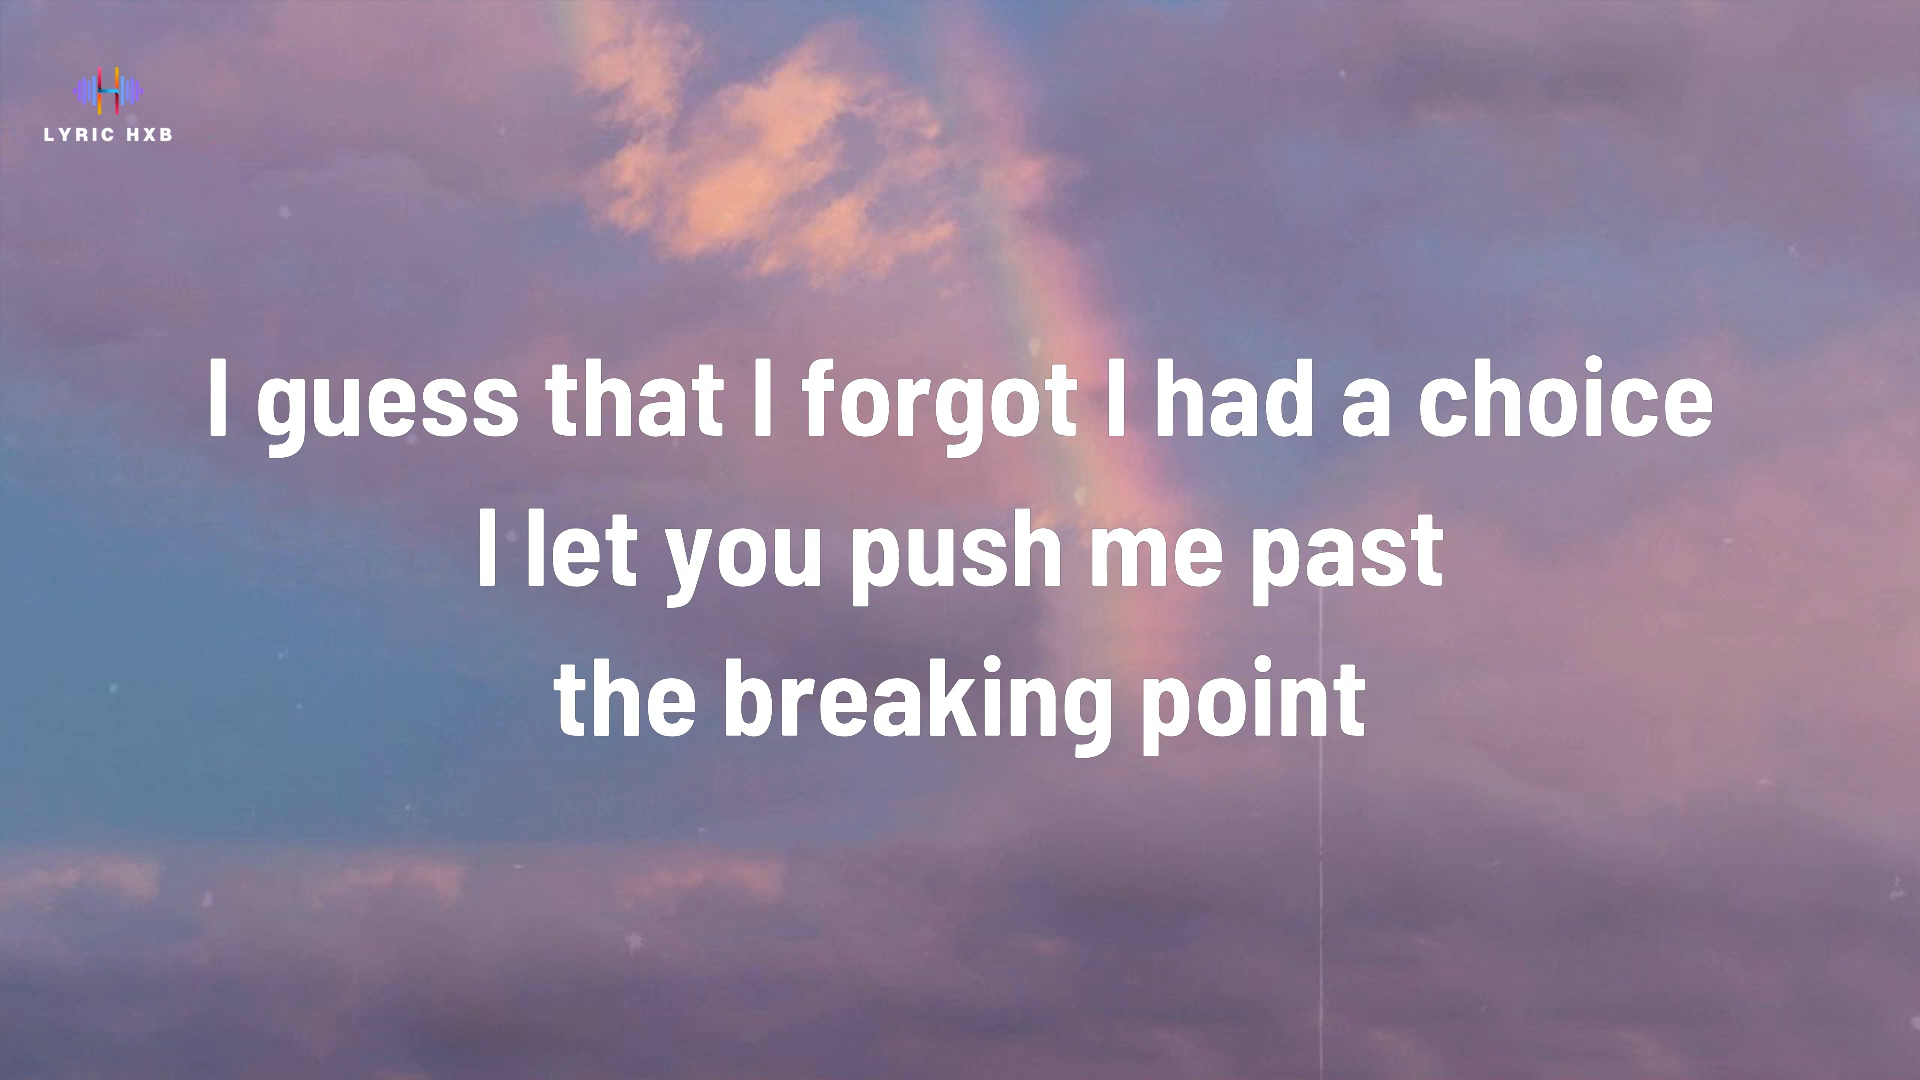 LYRIC HXB
I guess that I forgot I had a choice
I let you push me past
the breaking point